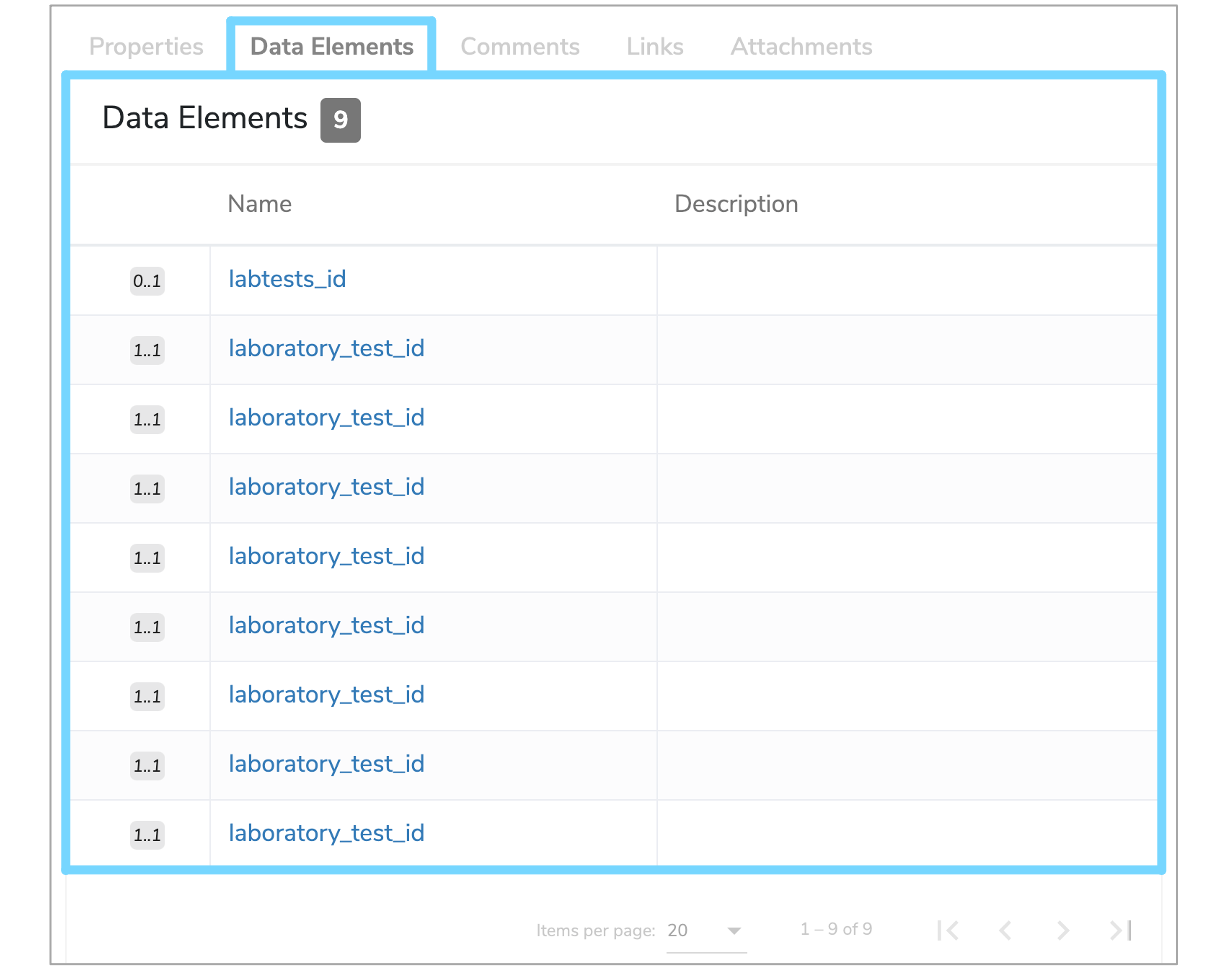 Properties Data Elements Comments Links Attachments
Data Elements 9
Name Description
0..1 labtests_id
1..1 laboratory_test_id
1..1 laboratory_test_id
1..1 laboratory_test_id
1..1 laboratory_test_id
1..1 laboratory_test_id
1..1 laboratory_test_id
1..1 laboratory_test_id
1..1 laboratory_test_id
Items per page: 20 1 – 9 of 9